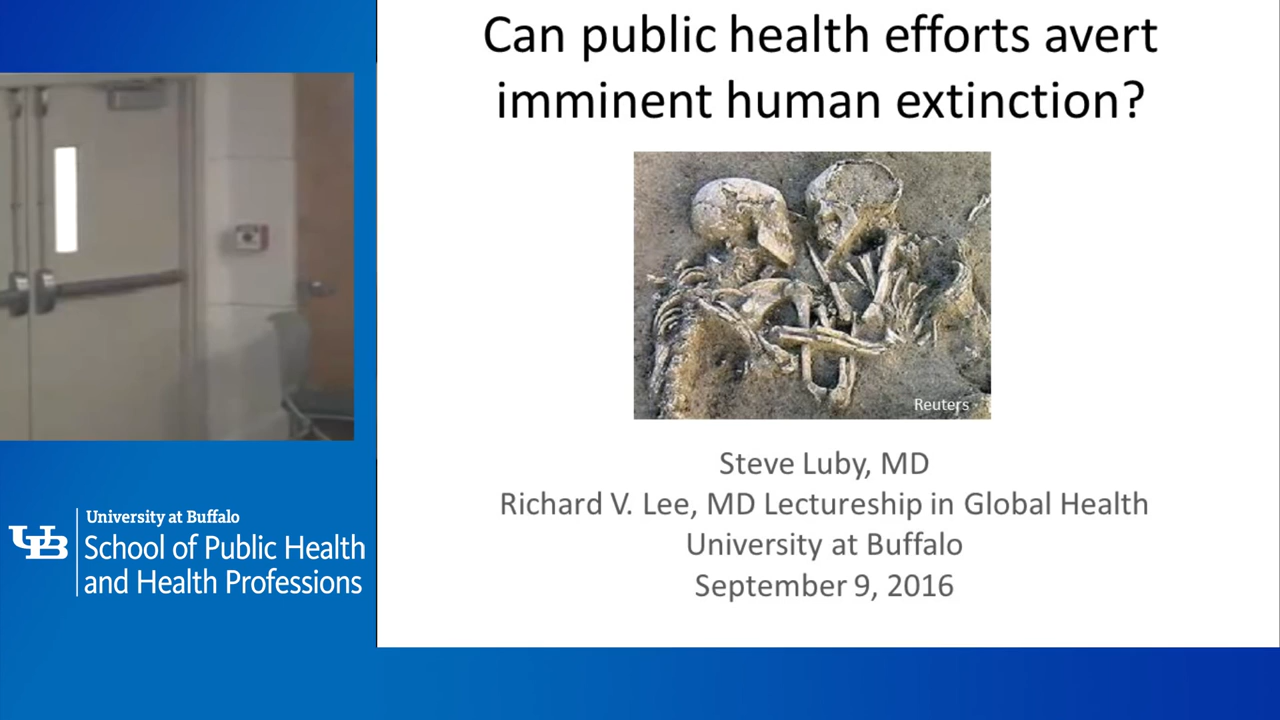 Can public health efforts avert
imminent human extinction?
Reuters
Steve Luby, MD
Richard V. Lee, MD Lectureship in Global Health
University at Buffalo
September 9, 2016
UB
University at Buffalo
School of Public Health
and Health Professions